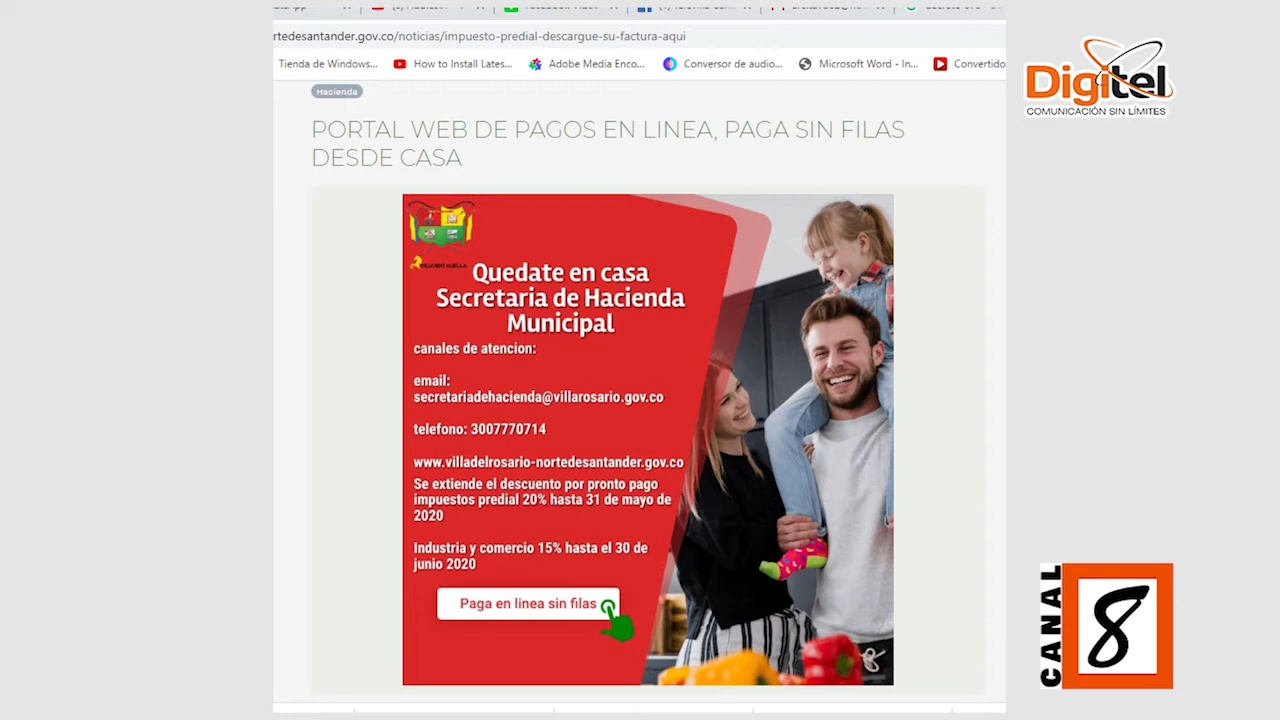 rtedesantander.gov.co/noticias/impuesto-predial-descargue-su-factura-aqui
Tienda de Windows... How to Install Lates... Adobe Media Enco... Conversor de audio... Microsoft Word - In... Convertido
Hacienda
PORTAL WEB DE PAGOS EN LINEA, PAGA SIN FILAS
DESDE CASA
DEJANDO HUELLA
Quedate en casa
Secretaria de Hacienda
Municipal
canales de atencion:
email:
secretariadehacienda@villarosario.gov.co
telefono: 3007770714
www.villadelrosario-nortedesantander.gov.co
Se extiende el descuento por pronto pago
impuestos predial 20% hasta 31 de mayo de
2020
Industria y comercio 15% hasta el 30 de
junio 2020
Paga en linea sin filas
Digitel
COMUNICACIÓN SIN LÍMITES
CANAL
8